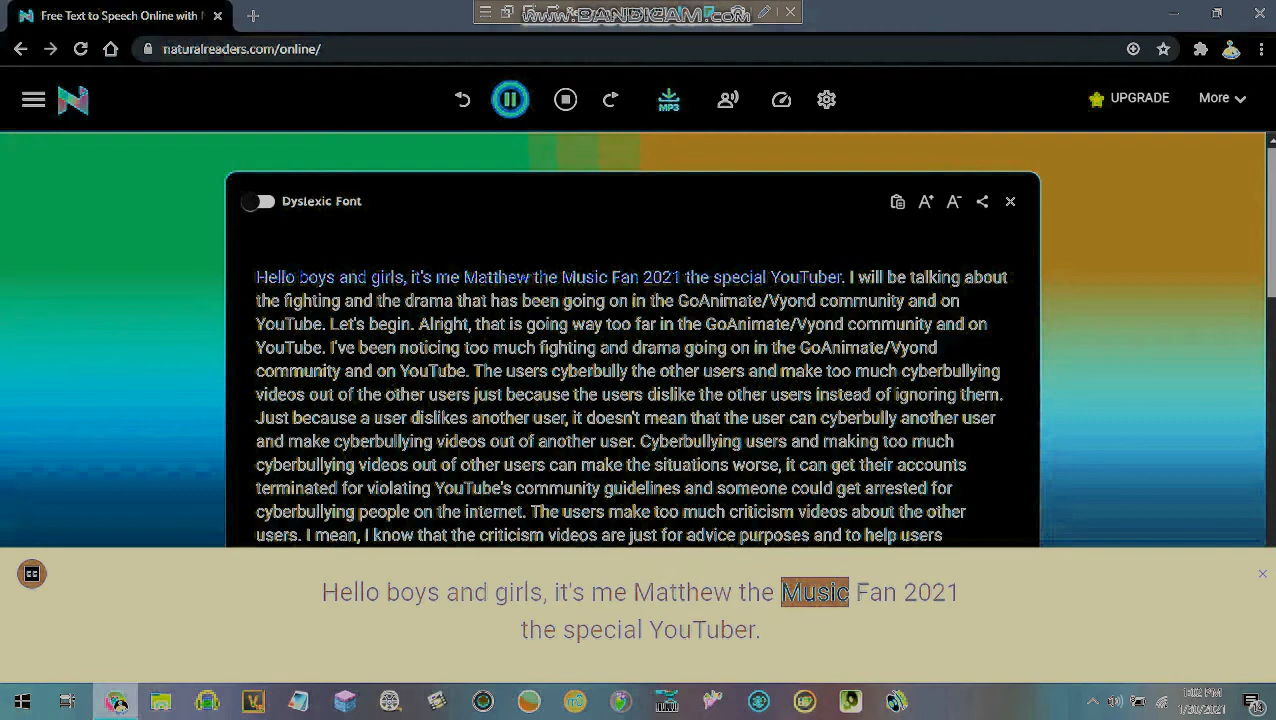 Free Text to Speech Online with
www.BANDICAM.com
naturalreaders.com/online/
MP3
UPGRADE
More
Dyslexic Font
A+ A-
Hello boys and girls, it's me Matthew the Music Fan 2021 the special YouTuber. I will be talking about
the fighting and the drama that has been going on in the GoAnimate/Vyond community and on
YouTube. Let's begin. Alright, that is going way too far in the GoAnimate/Vyond community and on
YouTube. I've been noticing too much fighting and drama going on in the GoAnimate/Vyond
community and on YouTube. The users cyberbully the other users and make too much cyberbullying
videos out of the other users just because the users dislike the other users instead of ignoring them.
Just because a user dislikes another user, it doesn't mean that the user can cyberbully another user
and make cyberbullying videos out of another user. Cyberbullying users and making too much
cyberbullying videos out of other users can make the situations worse, it can get their accounts
terminated for violating YouTube's community guidelines and someone could get arrested for
cyberbullying people on the internet. The users make too much criticism videos about the other
users. I mean, I know that the criticism videos are just for advice purposes and to help users
CC
Hello boys and girls, it's me Matthew the Music Fan 2021
the special YouTuber.